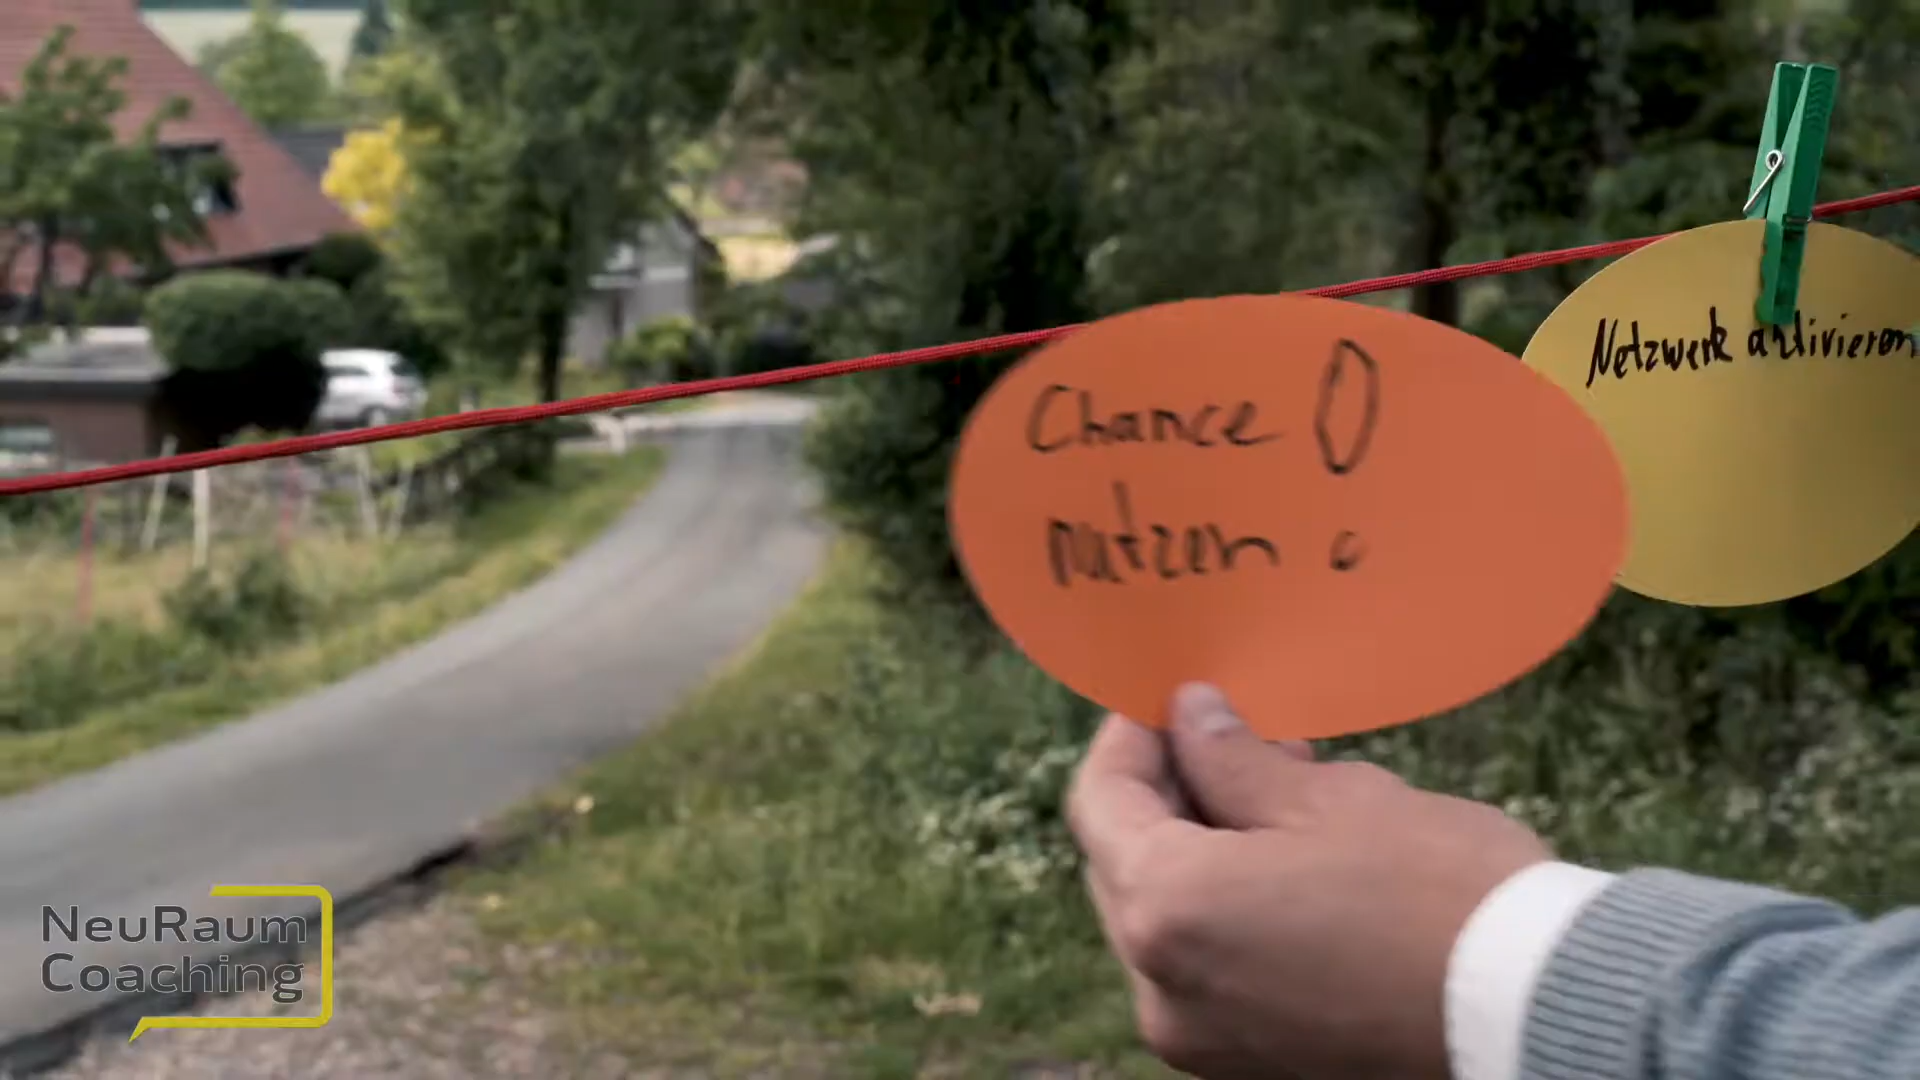 Chance
nutzen!
Netzwerk aktivieren
NeuRaum
Coaching